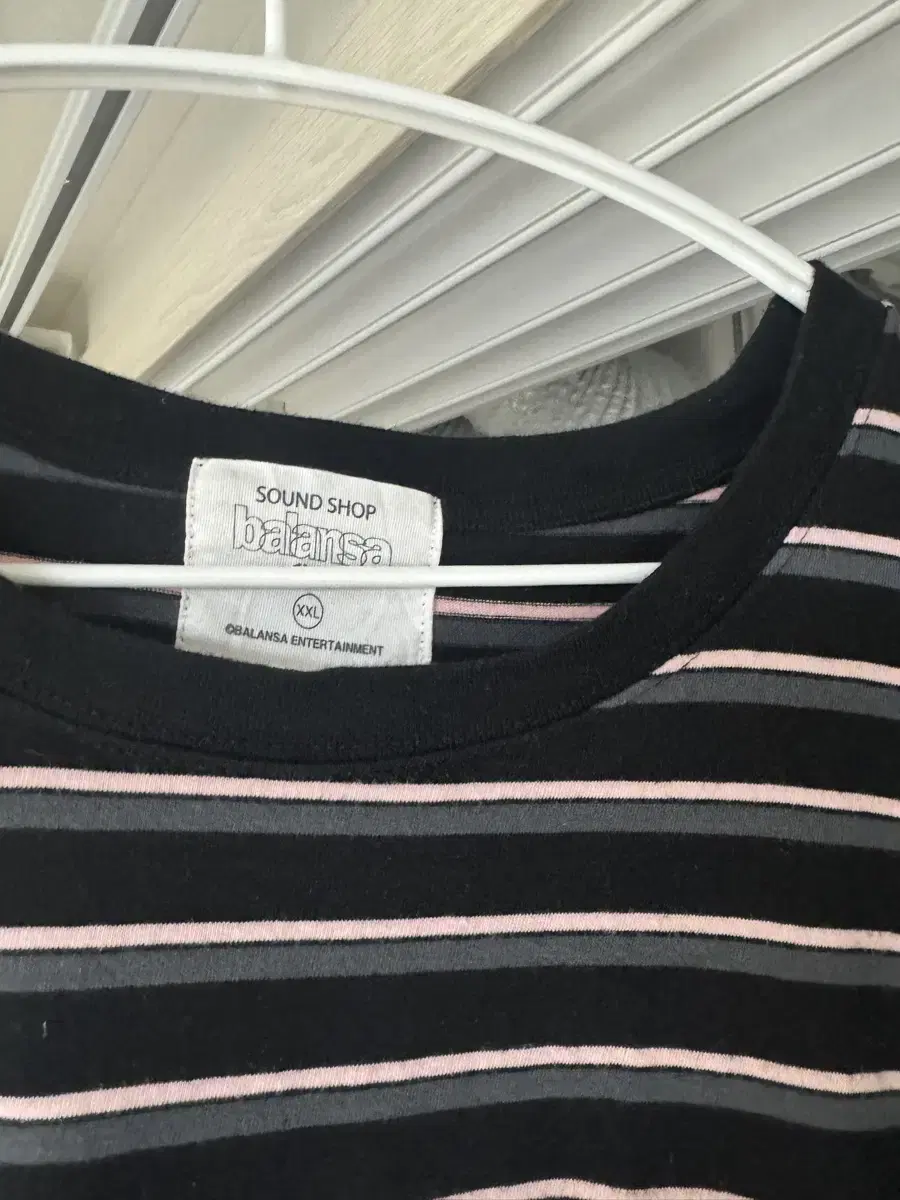 SOUND SHOP
balansa
XXL
©BALANSA ENTERTAINMENT